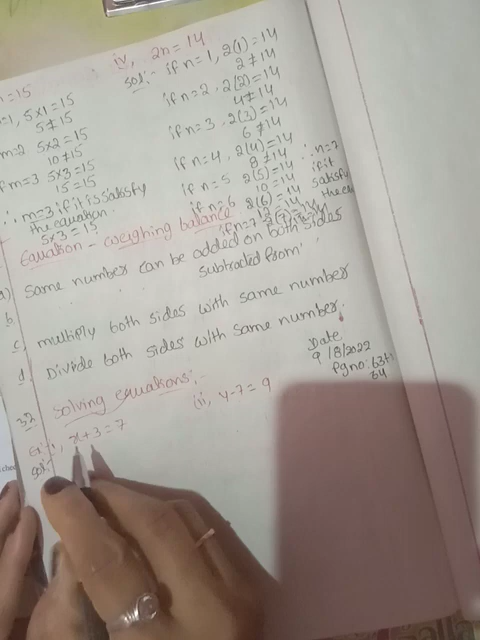 iv, 2n = 14
m=15
sol:- if n=1, 2(1)=14
2≠14
=1, 5x1=15
5≠15
if n=2, 2(2)=14
4≠14
m=2 5x2=15
10≠15
if n=3, 2(3)=14
6≠14
f m=3 5x3=15
15=15
if n=4, 2(4)=14
8≠14
∴ m=3 if it is satisfy
the equation.
5x3=15
if n=5 2(5)=14
10=14
if n=6 2(6)=14
if n=7
∴ n=7
if it
satisfy
the
Equation - weighing balance
a) same number can be added on both sides
b. " " subtracted from "
c, multiply both sides with same number
d. Divide both sides with same number.
Date
9/8/2022
pg no: 63+
64
32 Solving equations:-
Ex:- i, x+3=7
ii, y-7=9
sol:-